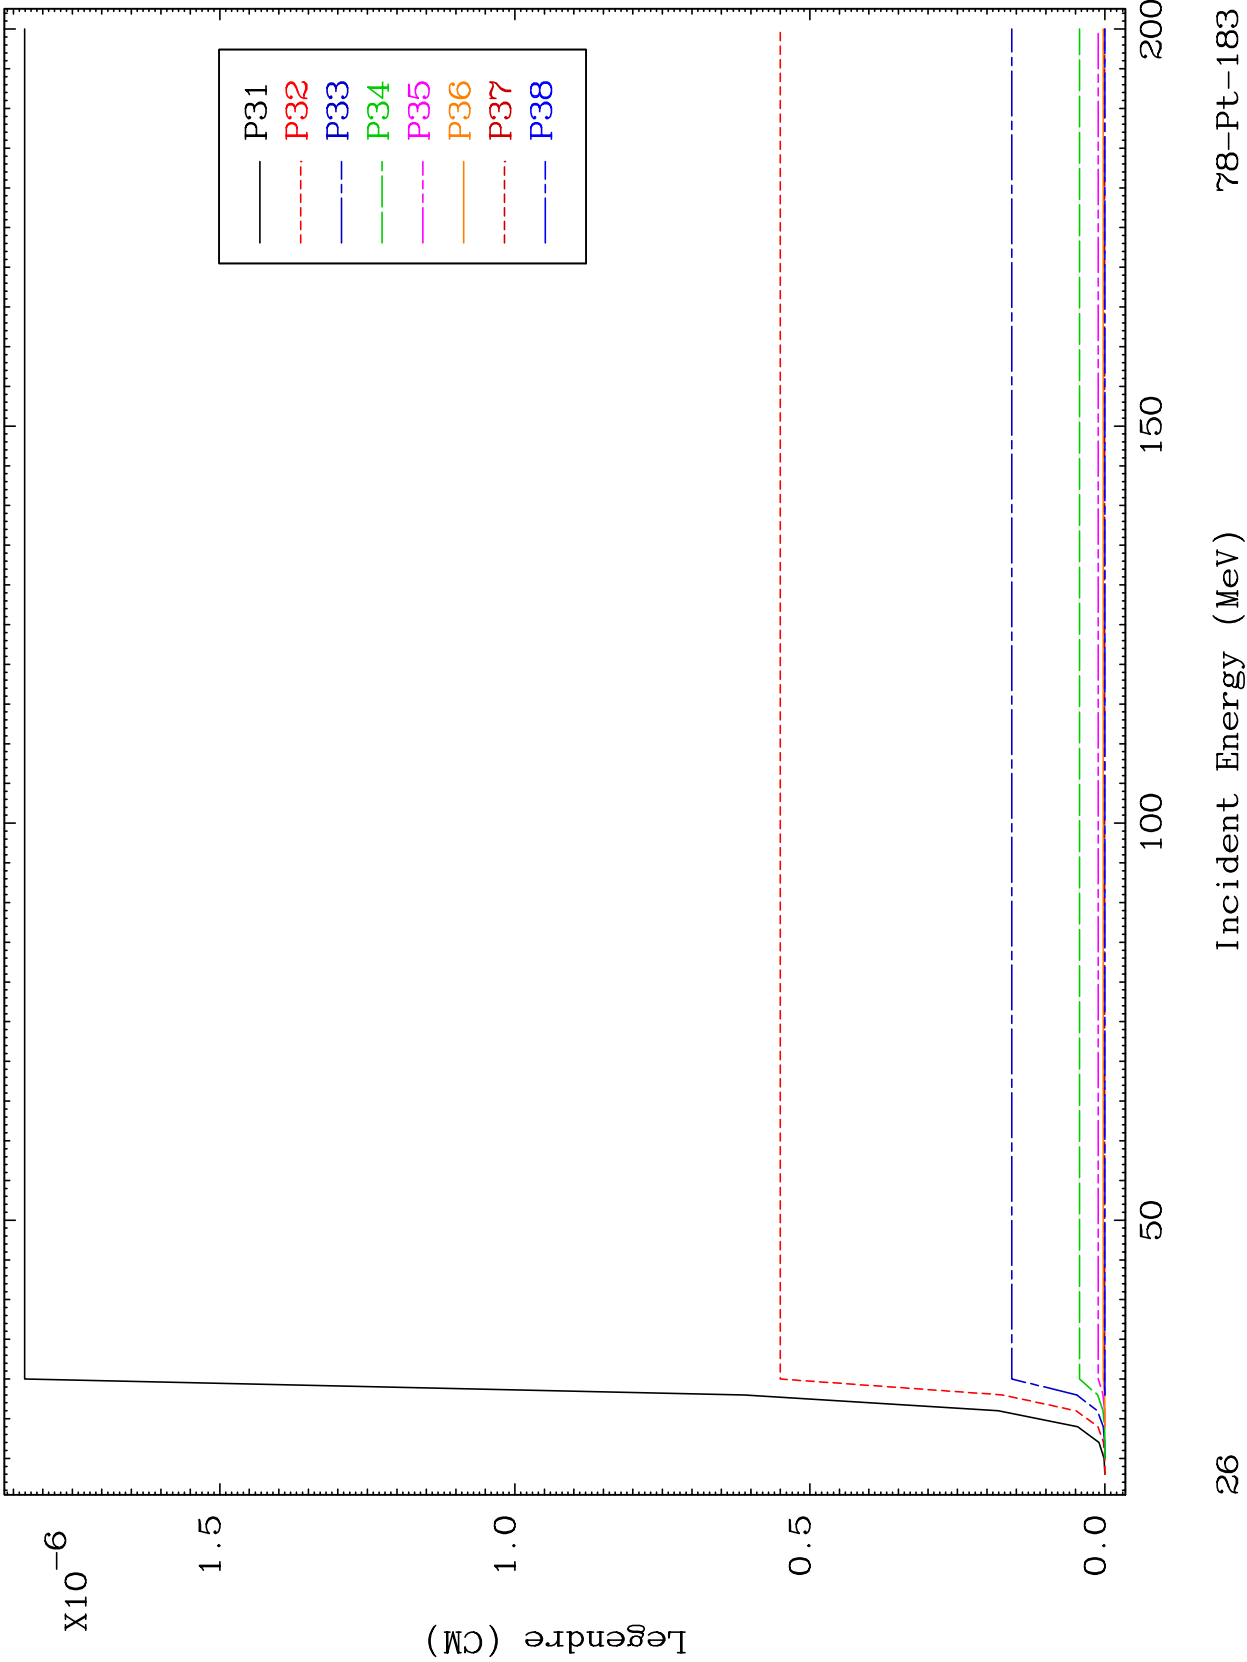 X10-6
1.5
1.0
0.5
0.0
Legendre (CM)
P31
P32
P33
P34
P35
P36
P37
P38
50
100
150
200
26
Incident Energy (MeV)
78-Pt-183